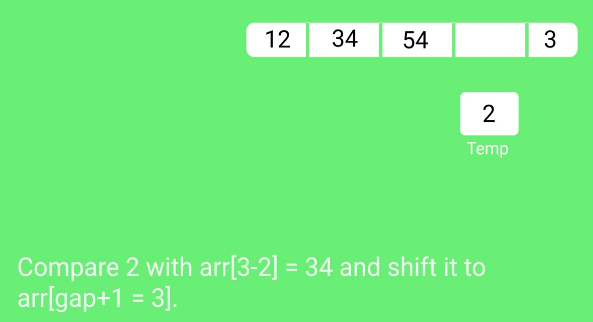 12 34 54 3
2
Temp
Compare 2 with arr[3-2] = 34 and shift it to
arr[gap+1 = 3].